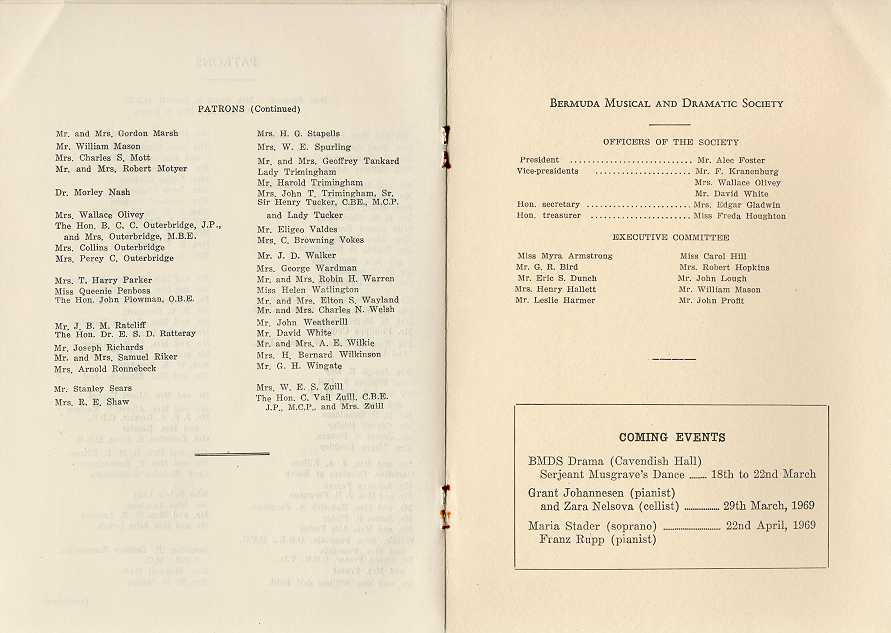 PATRONS (Continued)
Mr. and Mrs. Gordon Marsh
Mr. William Mason
Mrs. Charles S. Mott
Mr. and Mrs. Robert Motyer
Dr. Morley Nash
Mrs. Wallace Olivey
The Hon. B. C. C. Outerbridge, J.P.,
and Mrs. Outerbridge, M.B.E.
Mrs. Collins Outerbridge
Mrs. Percy C. Outerbridge
Mrs. T. Harry Parker
Miss Queenie Penboss
The Hon. John Plowman, O.B.E.
Mr. J. B. M. Ratcliff
The Hon. Dr. E. S. D. Ratteray
Mr. Joseph Richards
Mr. and Mrs. Samuel Riker
Mrs. Arnold Ronnebeck
Mr. Stanley Sears
Mrs. R. E. Shaw
Mrs. H. G. Stapells
Mrs. W. E. Spurling
Mr. and Mrs. Geoffrey Tankard
Lady Trimingham
Mr. Harold Trimingham
Mrs. John T. Trimingham, Sr.
Sir Henry Tucker, C.BE., M.C.P.
and Lady Tucker
Mr. Eligeo Valdes
Mrs. C. Browning Vokes
Mr. J. D. Walker
Mrs. George Wardman
Mr. and Mrs. Robin H. Warren
Miss Helen Watlington
Mr. and Mrs. Elton S. Wayland
Mr. and Mrs. Charles N. Welsh
Mr. John Weatherill
Mr. David White
Mr. and Mrs. A. E. Wilkie
Mrs. H. Bernard Wilkinson
Mr. G. H. Wingate
Mrs. W. E. S. Zuill
The Hon. C. Vail Zuill, C.B.E.
J.P., M.C.P., and Mrs. Zuill
BERMUDA MUSICAL AND DRAMATIC SOCIETY
OFFICERS OF THE SOCIETY
President ........................... Mr. Alec Foster
Vice-presidents ...................... Mr. F. Kranenburg
Mrs. Wallace Olivey
Mr. David White
Hon. secretary ....................... Mrs. Edgar Gladwin
Hon. treasurer ...................... Miss Freda Houghton
EXECUTIVE COMMITTEE
Miss Myra Armstrong
Mr. G. R. Bird
Mr. Eric S. Dunch
Mrs. Henry Hallett
Mr. Leslie Harmer
Miss Carol Hill
Mrs. Robert Hopkins
Mr. John Lough
Mr. William Mason
Mr. John Profit
COMING EVENTS
BMDS Drama (Cavendish Hall)
Serjeant Musgrave's Dance ....... 18th to 22nd March
Grant Johannesen (pianist)
and Zara Nelsova (cellist) ................ 29th March, 1969
Maria Stader (soprano) .......................... 22nd April, 1969
Franz Rupp (pianist)